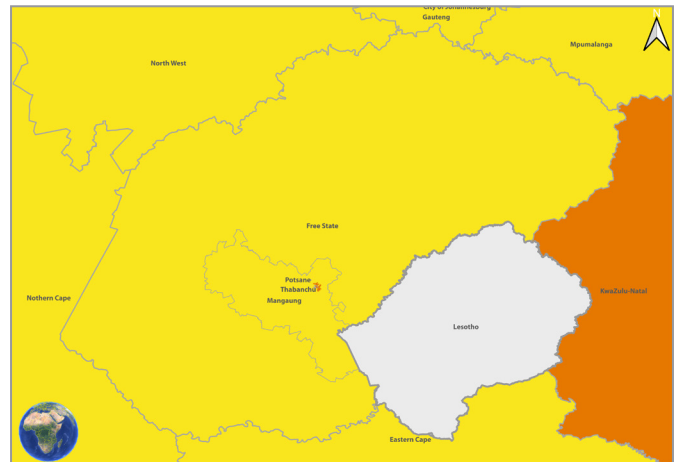 City of Johannesburg
Gauteng
N
Mpumalanga
North West
Free State
Potsane
Thabanchu
Mangaung
Nothern Cape
KwaZulu-Natal
Lesotho
Eastern Cape